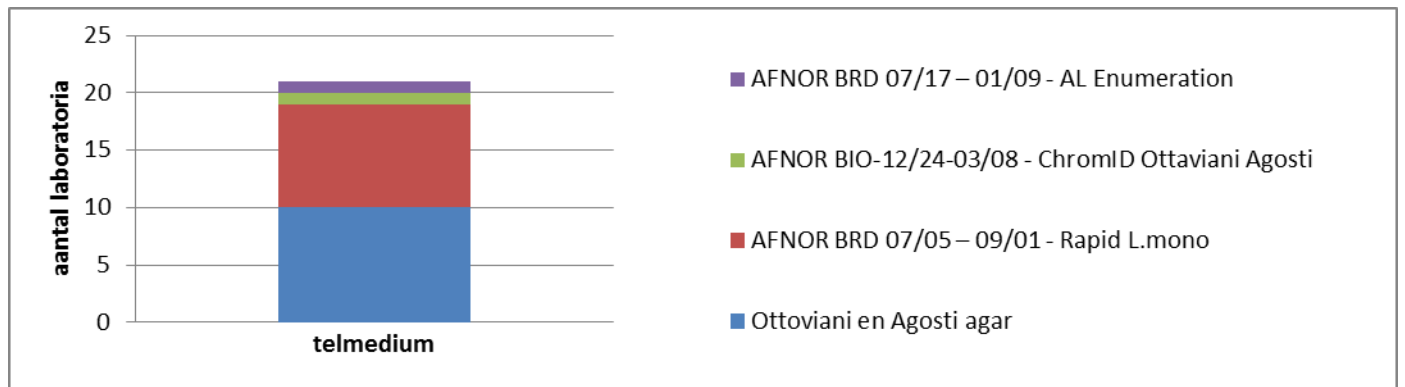 25
20
15
10
5
0
aantal laboratoria
telmedium
AFNOR BRD 07/17 – 01/09 - AL Enumeration
AFNOR BIO-12/24-03/08 - ChromID Ottaviani Agosti
AFNOR BRD 07/05 – 09/01 - Rapid L.mono
Ottoviani en Agosti agar